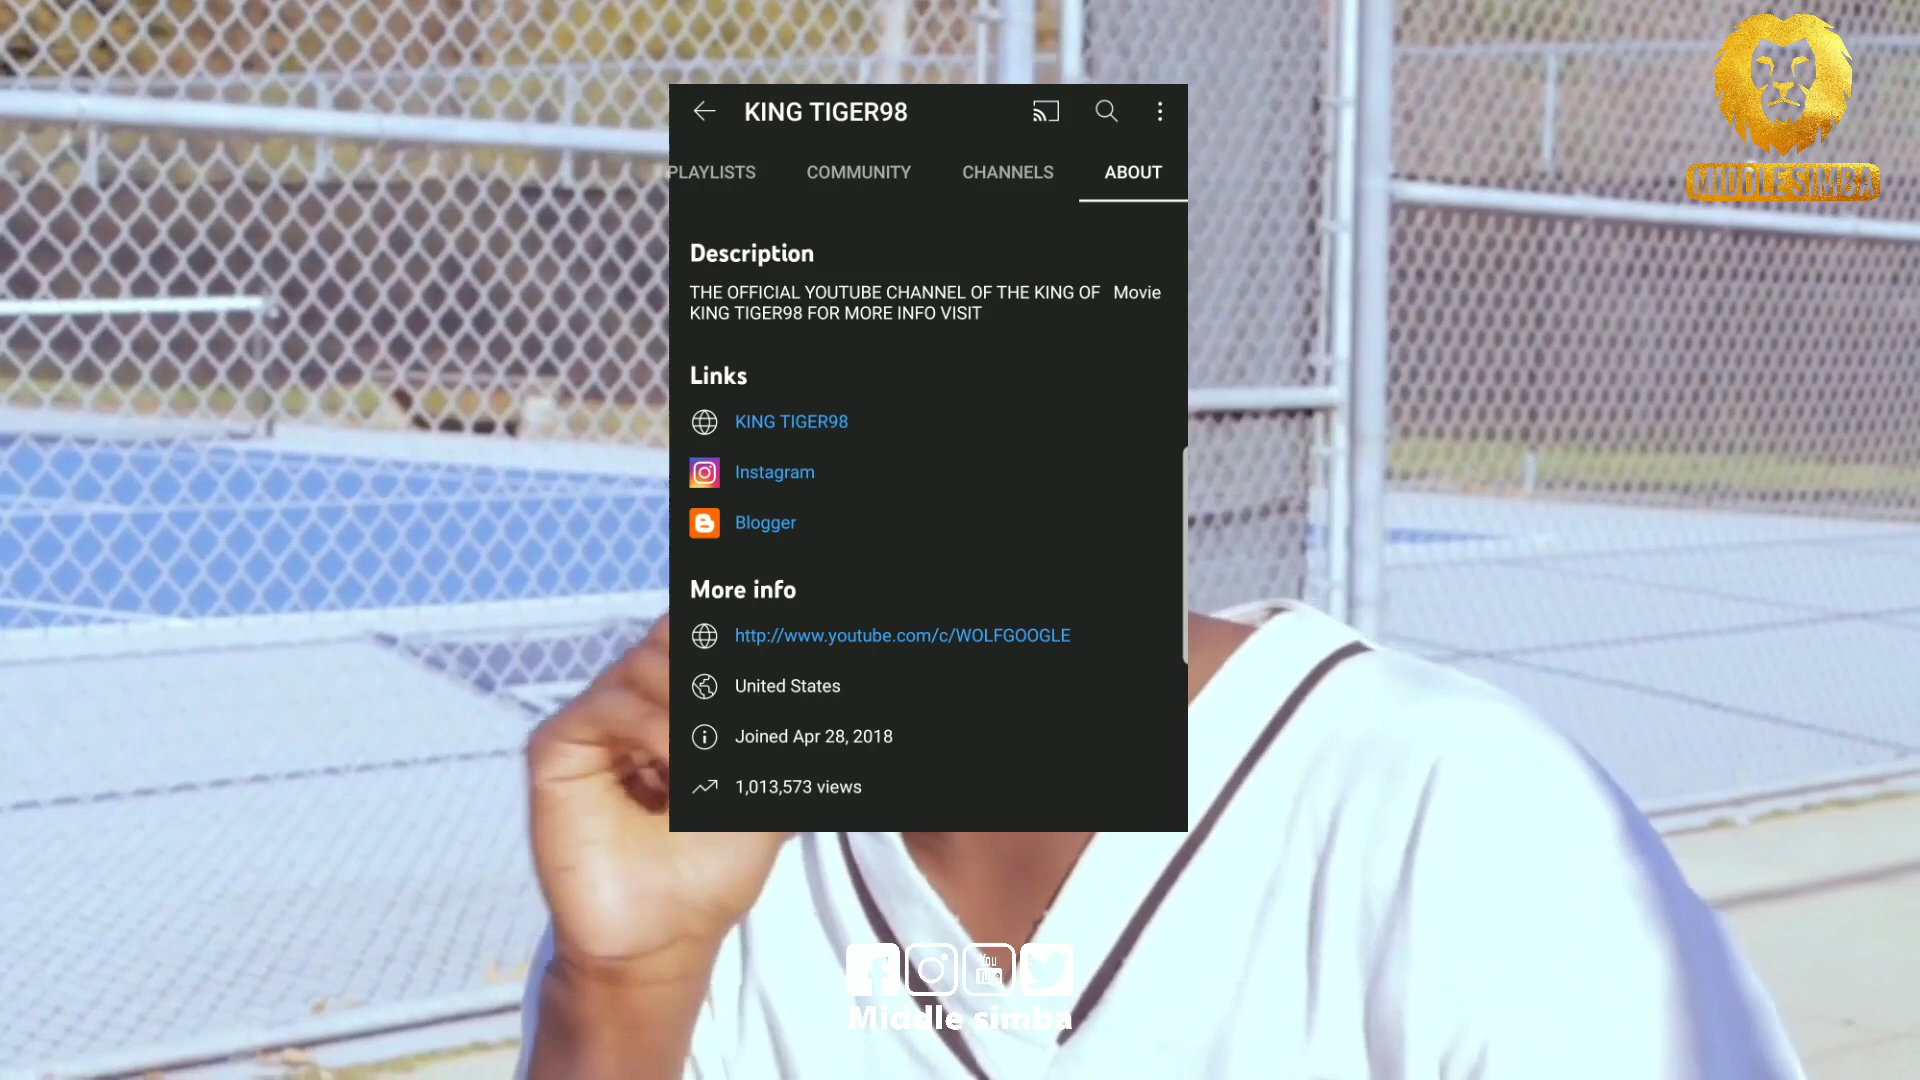 KING TIGER98
PLAYLISTS COMMUNITY CHANNELS ABOUT
Description
THE OFFICIAL YOUTUBE CHANNEL OF THE KING OF Movie
KING TIGER98 FOR MORE INFO VISIT
Links
KING TIGER98
Instagram
Blogger
More info
http://www.youtube.com/c/WOLFGOOGLE
United States
Joined Apr 28, 2018
1,013,573 views
MIDDLE SIMBA
You
Tube
Middle simba